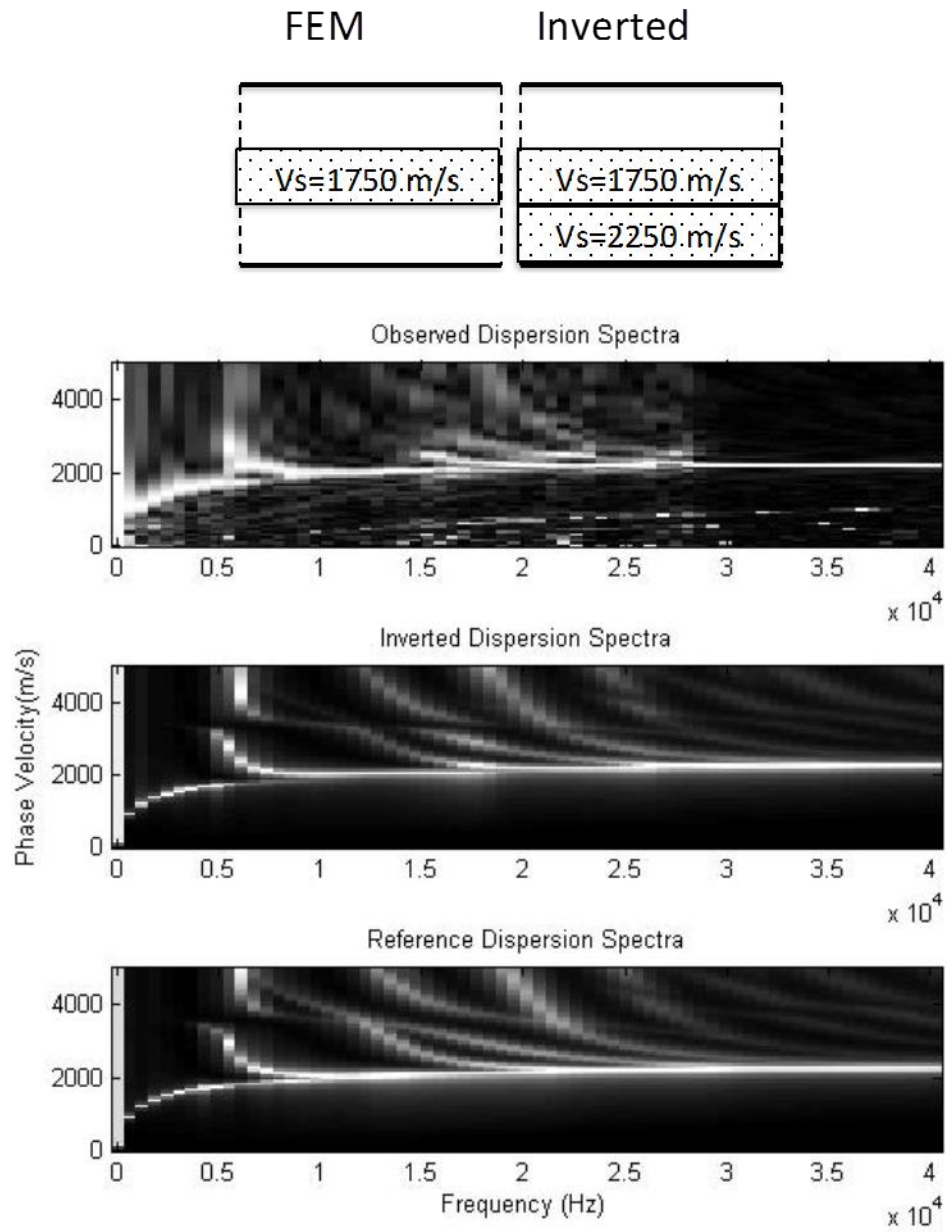 FEM Inverted
Vs=1750 m/s Vs=1750 m/s
Vs=2250 m/s
Observed Dispersion Spectra
4000
2000
0
0 0.5 1 1.5 2 2.5 3 3.5 4
x 10^4
Inverted Dispersion Spectra
Phase Velocity(m/s)
4000
2000
0
0 0.5 1 1.5 2 2.5 3 3.5 4
x 10^4
Reference Dispersion Spectra
4000
2000
0
0 0.5 1 1.5 2 2.5 3 3.5 4
Frequency (Hz)
x 10^4